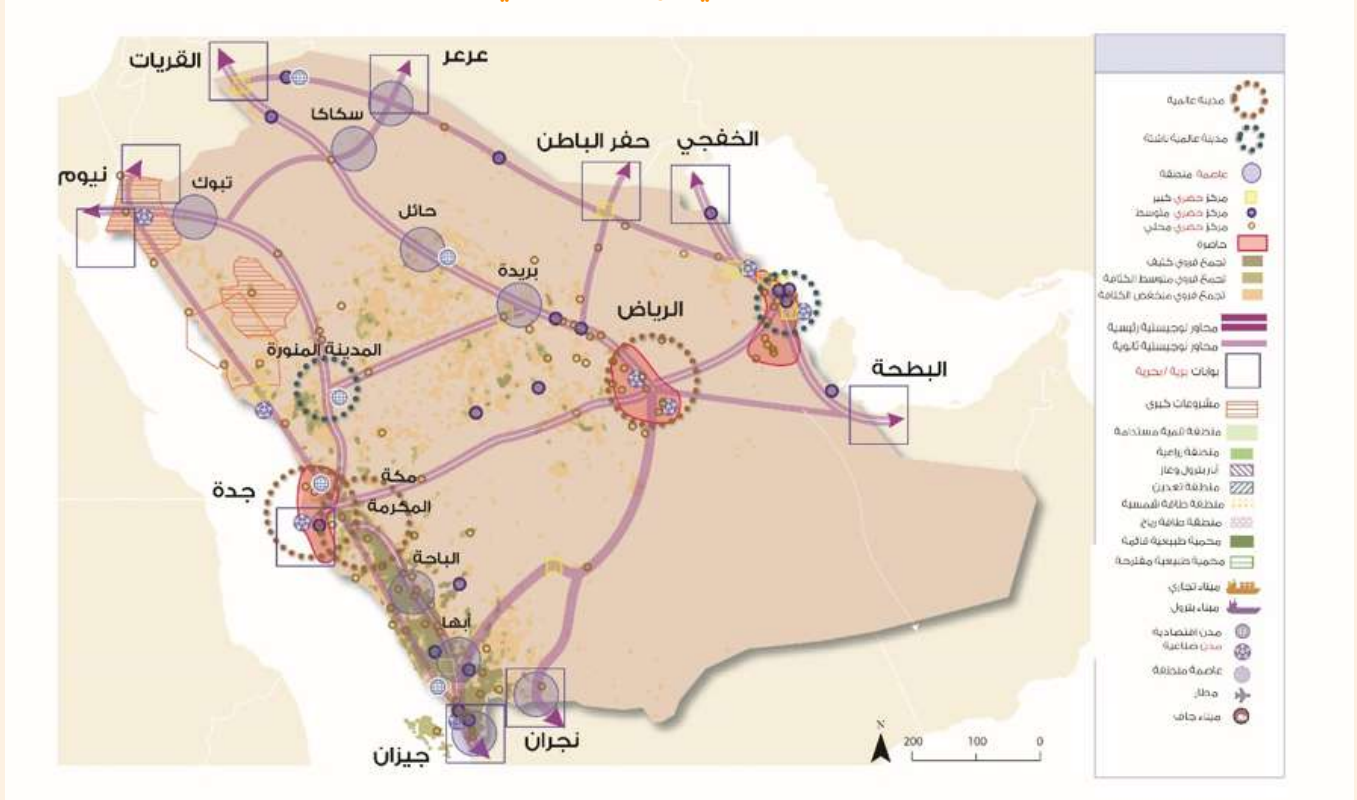 القريات
عرعر
سكاكا
حفر الباطن
الخفجي
نيوم
تبوك
حائل
بريدة
الرياض
المدينة المنورة
البطحة
جدة
مكة
المكرمة
الباحة
أبها
نجران
جيزان
N
200 100 0
مدينة عالمية
مدينة عالمية ناشئة
عاصمة منطقة
مركز حضري كبير
مركز حضري متوسط
مركز حضري محلي
حاضرة
تجمع قروي كثيف
تجمع قروي متوسط الكثافة
تجمع قروي منخفض الكثافة
محاور لوجيستية رئيسية
محاور لوجيستية ثانوية
بوابات برية / بحرية
مشروعات كبرى
منطقة تنمية مستدامة
منطقة زراعية
آبار بترول وغاز
منطقة تعدين
منطقة طاقة شمسية
منطقة طاقة رياح
محمية طبيعية قائمة
محمية طبيعية مقترحة
ميناء تجاري
ميناء بترول
مدن اقتصادية
مدن صناعية
عاصمة منطقة
مطار
ميناء جاف